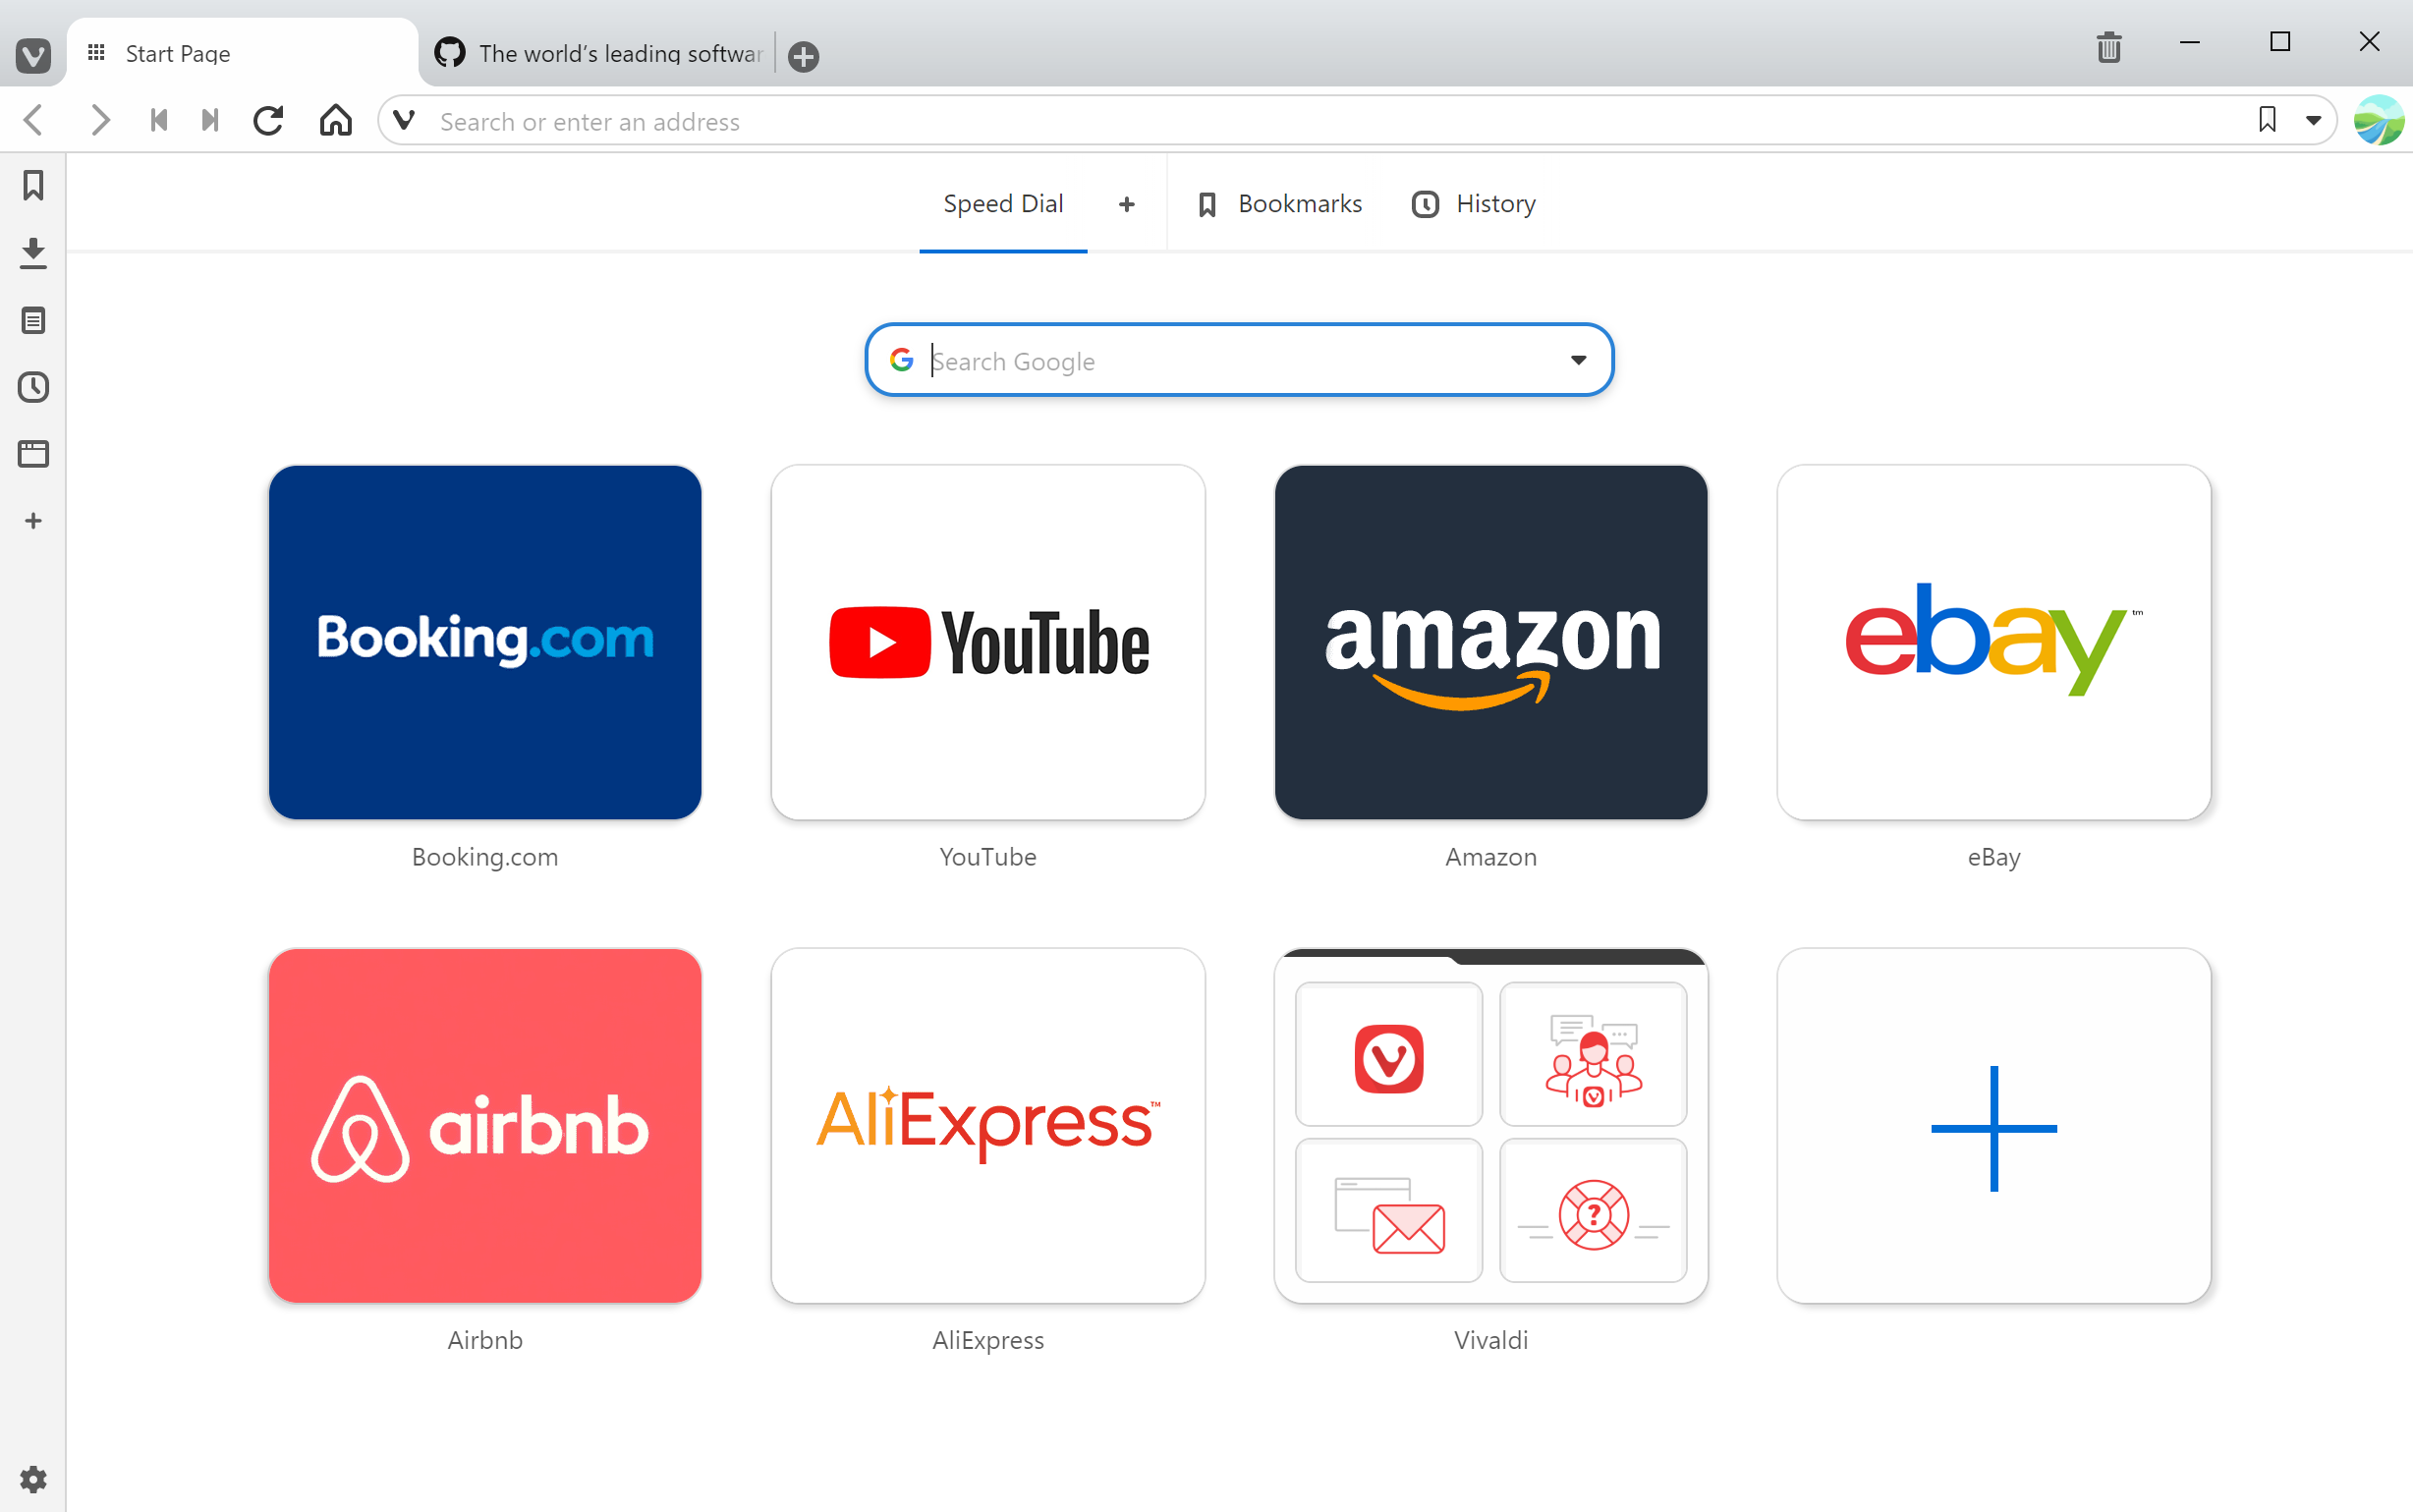 Start Page
The world’s leading softwar
Search or enter an address
Speed Dial
Bookmarks
History
Search Google
Booking.com
YouTube
amazon
ebay™
Booking.com
YouTube
Amazon
eBay
airbnb
AliExpress™
?
Airbnb
AliExpress
Vivaldi